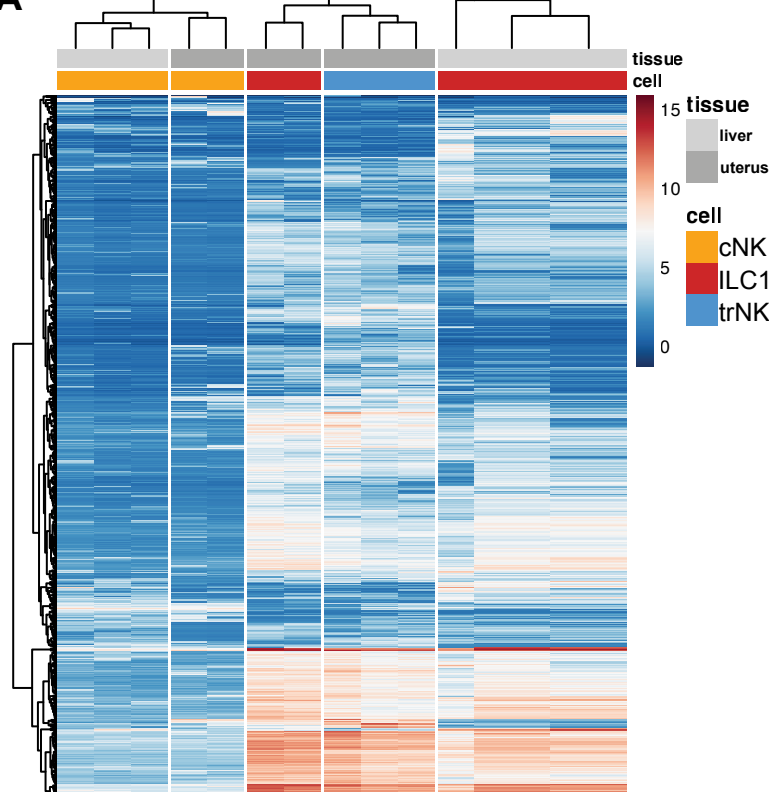 A
tissue
cell
15
10
5
0
tissue
liver
uterus
cell
cNK
ILC1
trNK